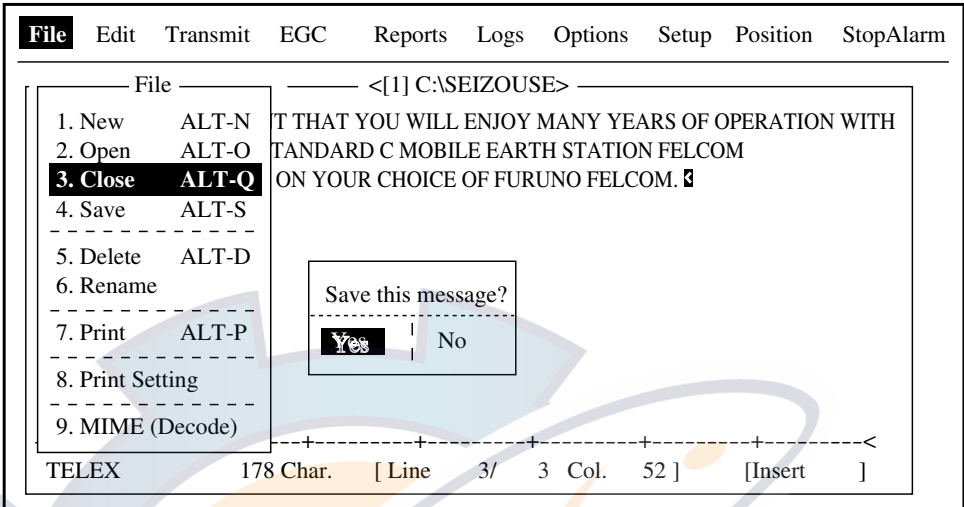 File Edit Transmit EGC Reports Logs Options Setup Position StopAlarm
File
<[1] C:\SEIZOUSE>
1. New ALT-N
T THAT YOU WILL ENJOY MANY YEARS OF OPERATION WITH
2. Open ALT-O
TANDARD C MOBILE EARTH STATION FELCOM
3. Close ALT-Q
ON YOUR CHOICE OF FURUNO FELCOM.
4. Save ALT-S
5. Delete ALT-D
6. Rename
7. Print ALT-P
8. Print Setting
9. MIME (Decode)
Save this message?
Yes No
TELEX 178 Char. [ Line 3/ 3 Col. 52 ] [Insert ]